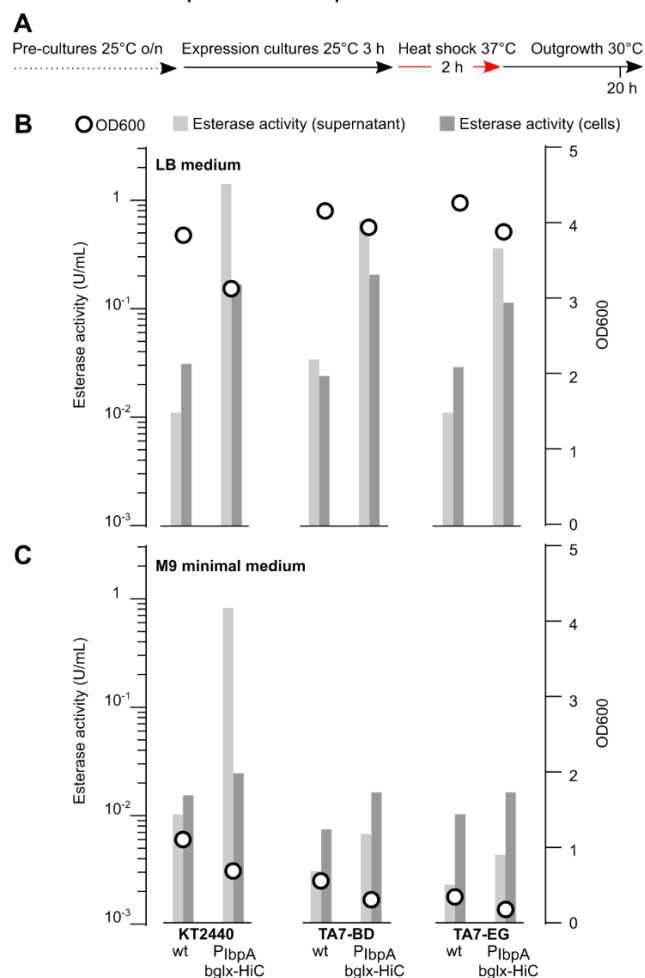 A
Pre-cultures 25°C o/n
Expression cultures 25°C 3 h
Heat shock 37°C
2 h
Outgrowth 30°C
20 h
B
OD600
Esterase activity (supernatant)
Esterase activity (cells)
LB medium
Esterase activity (U/mL)
1
10-1
10-2
10-3
5
4
3
2
1
0
OD600
C
M9 minimal medium
Esterase activity (U/mL)
1
10-1
10-2
10-3
5
4
3
2
1
0
OD600
KT2440
TA7-BD
TA7-EG
wt
PIbpA
bglx-HiC
wt
PIbpA
bglx-HiC
wt
PIbpA
bglx-HiC